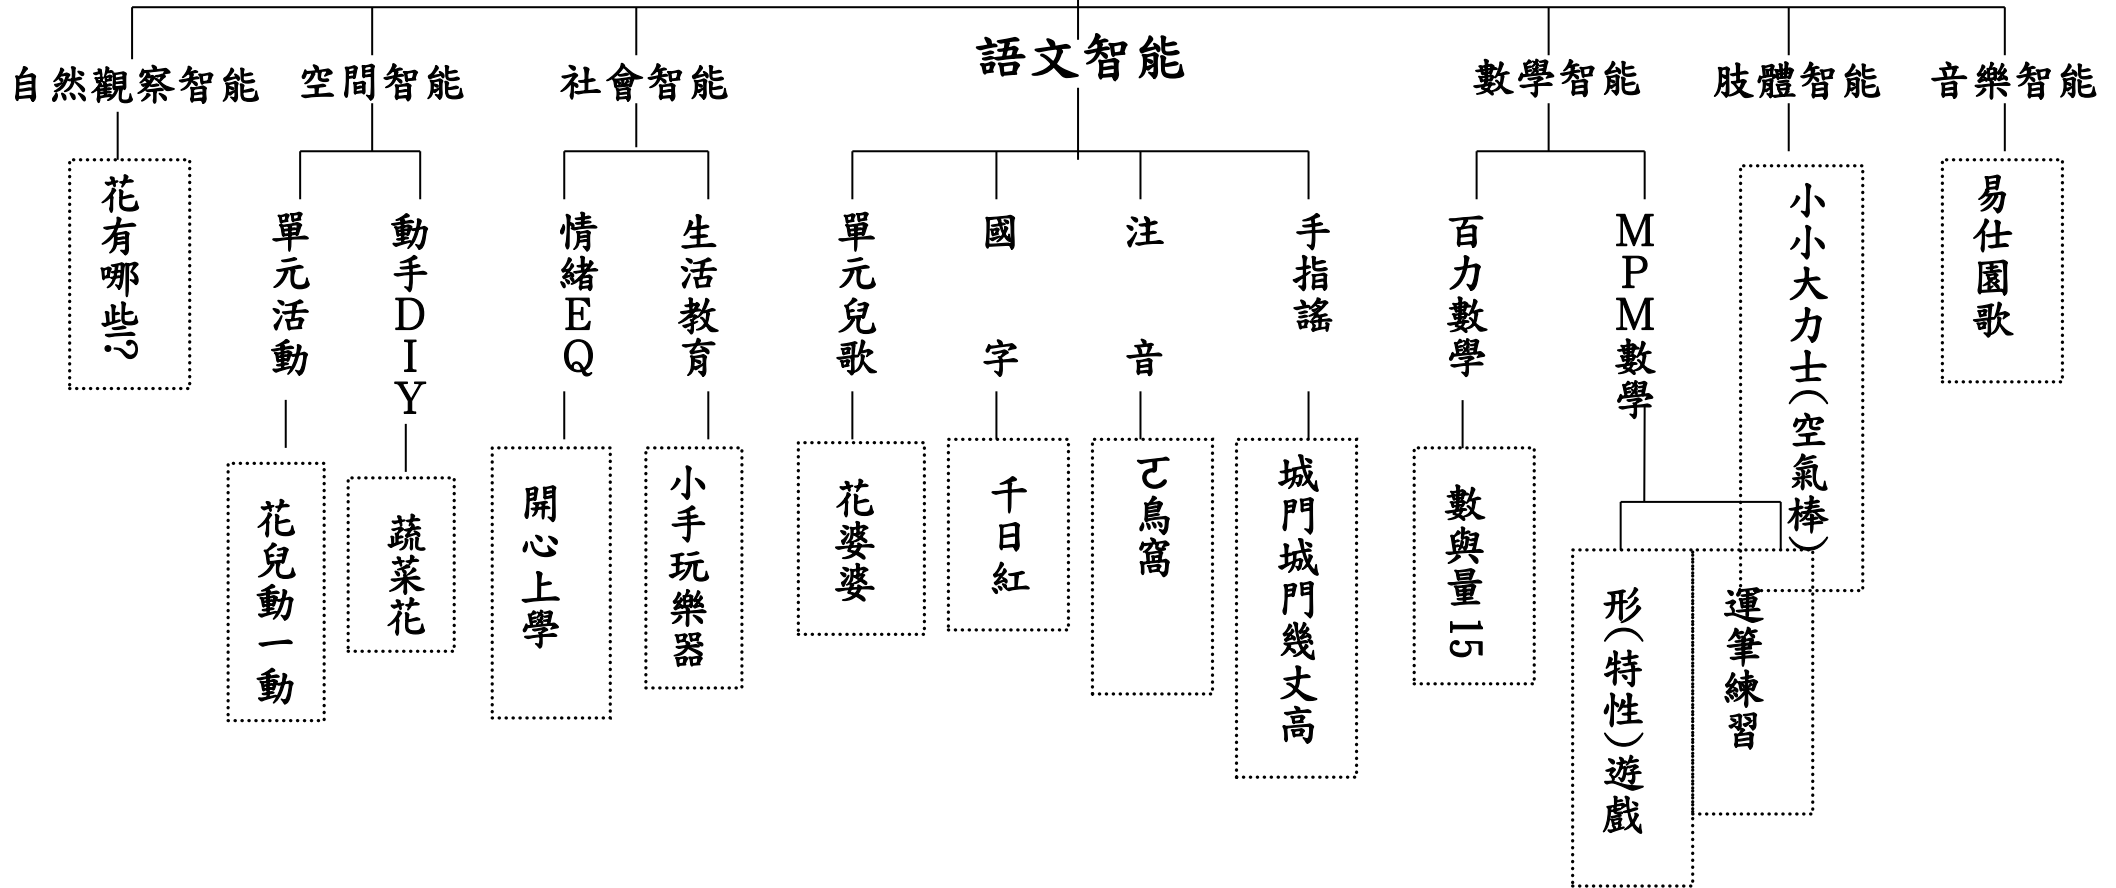 語文智能
自然觀察智能
空間智能
社會智能
數學智能
肢體智能
音樂智能
花有哪些?
單元活動
動手DIY
情緒EQ
生活教育
單元兒歌
國字
注音
手指謠
百力數學
MPM數學
小小大力士(空氣棒)
易仕園歌
花兒動一動
蔬菜花
開心上學
小手玩樂器
花婆婆
千日紅
ㄛ鳥窩
城門城門幾丈高
數與量15
形(特性)遊戲
運筆練習